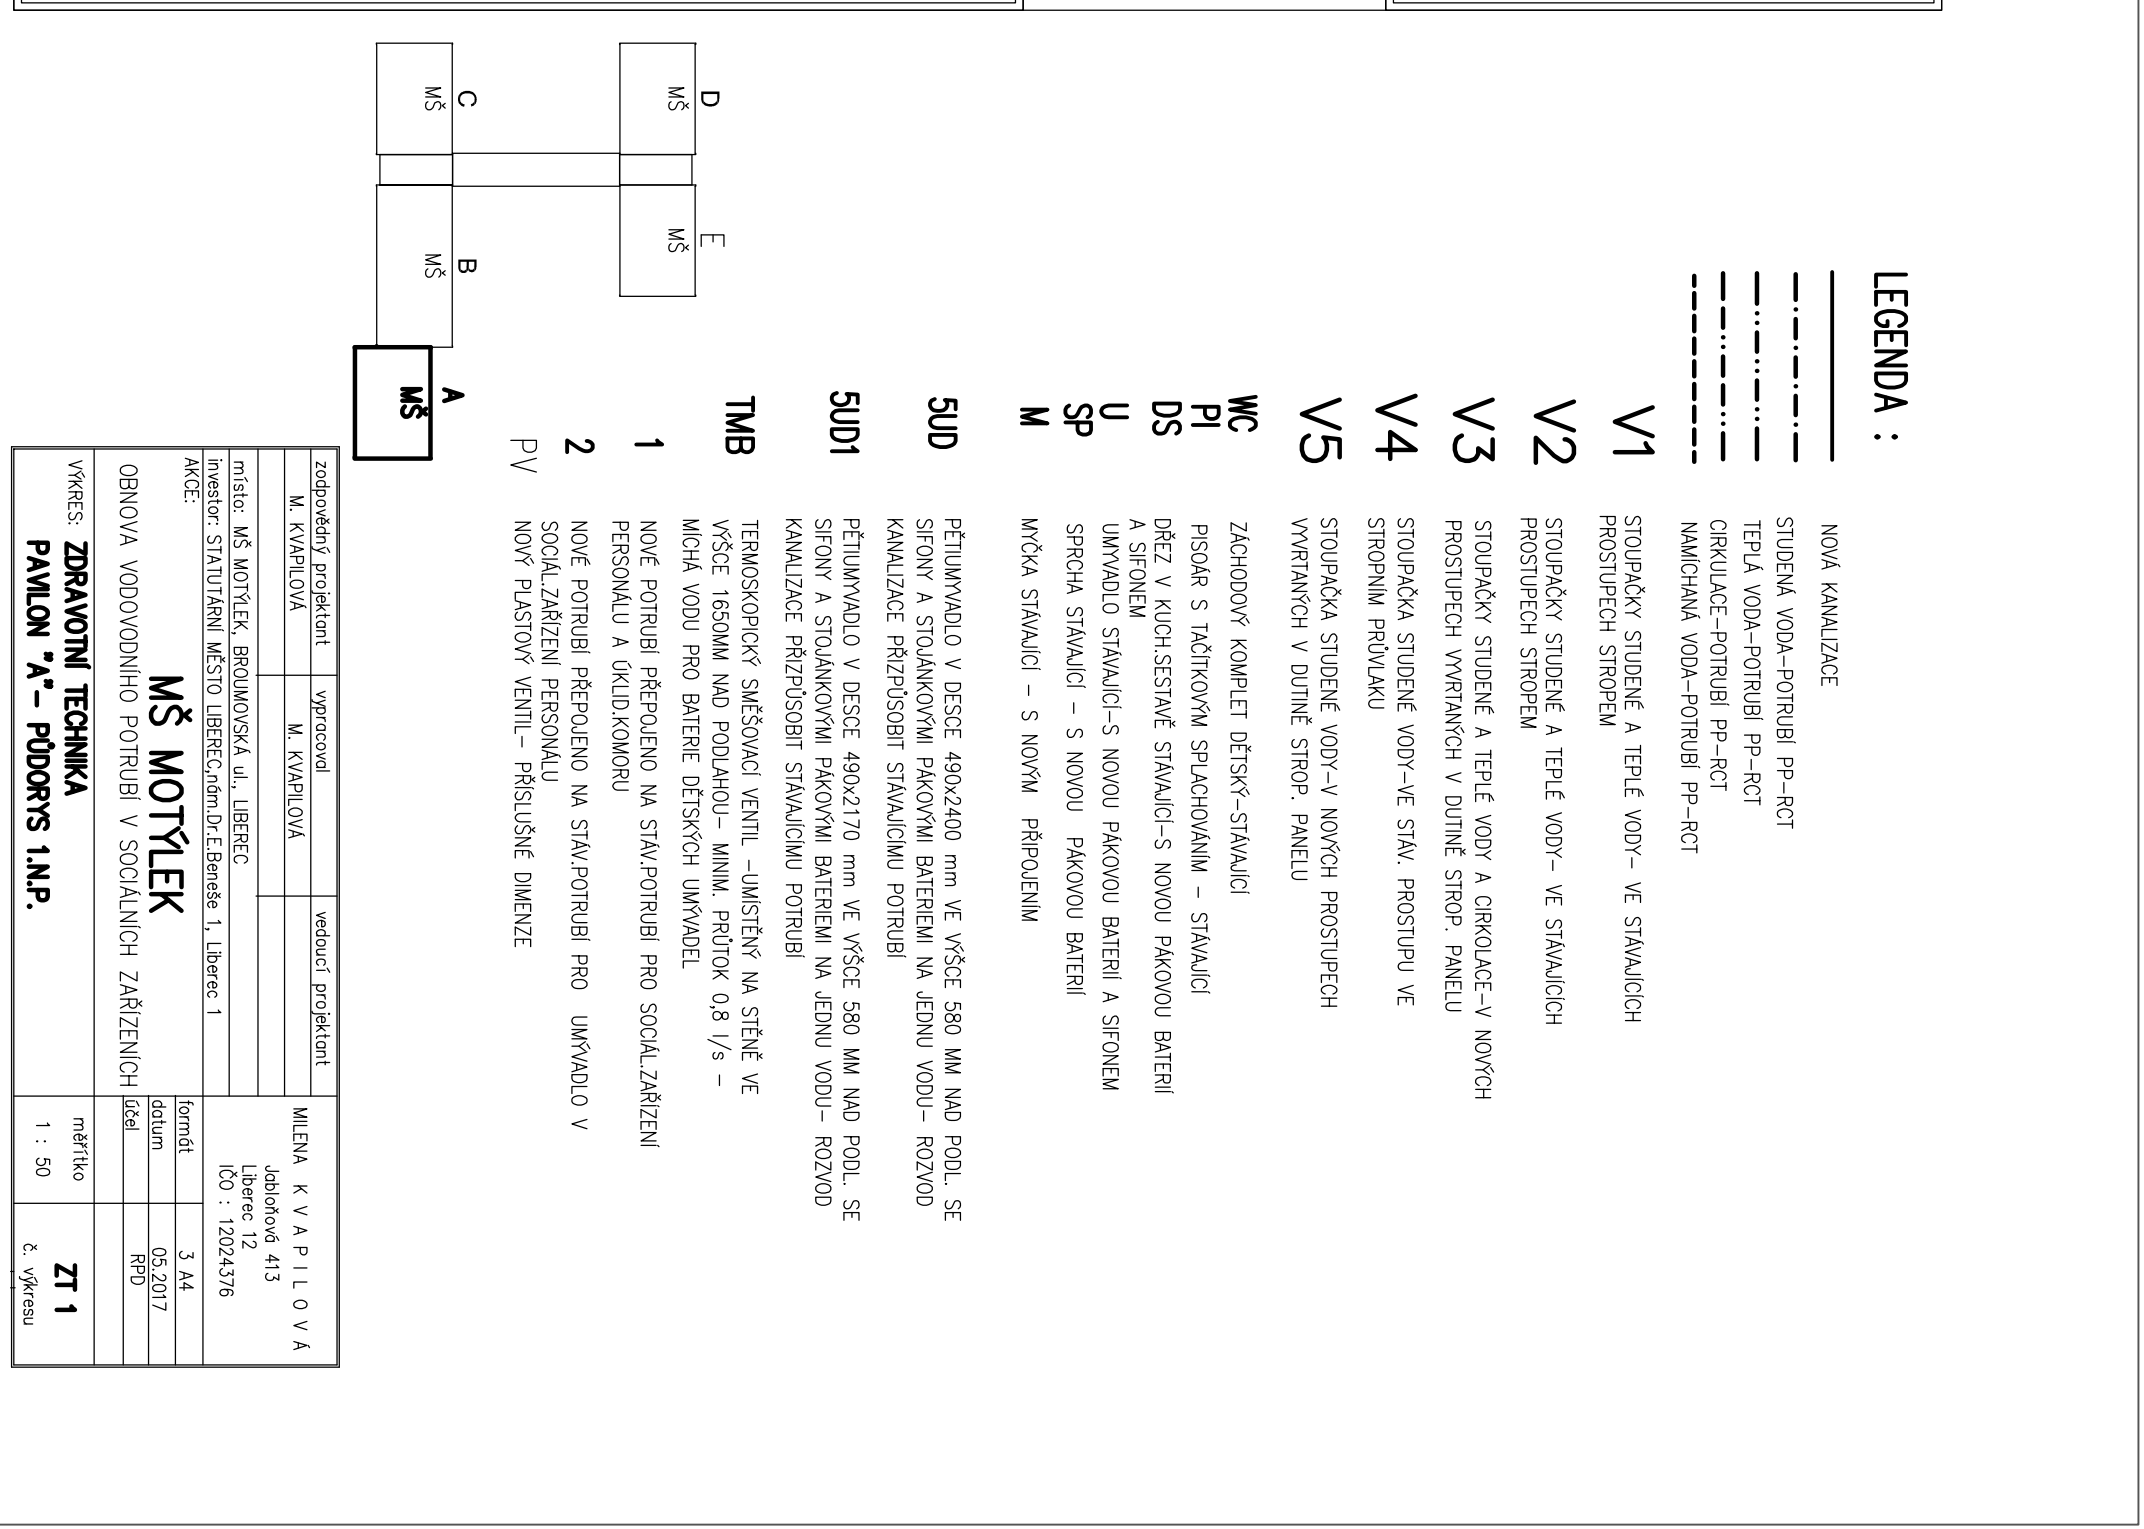 LEGENDA :
NOVÁ KANALIZACE
STUDENÁ VODA-POTRUBÍ PP-RCT
TEPLÁ VODA-POTRUBÍ PP-RCT
CIRKULACE-POTRUBÍ PP-RCT
NAMÍCHANÁ VODA-POTRUBÍ PP-RCT
V1 STOUPAČKY STUDENÉ A TEPLÉ VODY- VE STÁVAJÍCÍCH
PROSTUPECH STROPEM
V2 STOUPAČKY STUDENÉ A TEPLÉ VODY- VE STÁVAJÍCÍCH
PROSTUPECH STROPEM
V3 STOUPAČKY STUDENÉ A TEPLÉ VODY A CIRKOLACE-V NOVÝCH
PROSTUPECH VYVRTANÝCH V DUTINĚ STROP. PANELU
V4 STOUPAČKA STUDENÉ VODY-VE STÁV. PROSTUPU VE
STROPNÍM PRŮVLAKU
V5 STOUPAČKA STUDENÉ VODY-V NOVÝCH PROSTUPECH
VYVRTANÝCH V DUTINĚ STROP. PANELU
WC ZÁCHODOVÝ KOMPLET DĚTSKÝ-STÁVAJÍCÍ
PI PISOÁR S TAČÍTKOVÝM SPLACHOVÁNÍM - STÁVAJÍCÍ
DS DŘEZ V KUCH.SESTAVĚ STÁVAJÍCÍ-S NOVOU PÁKOVOU BATERIÍ
A SIFONEM
U UMYVADLO STÁVAJÍCÍ-S NOVOU PÁKOVOU BATERIÍ A SIFONEM
SP SPRCHA STÁVAJÍCÍ - S NOVOU PÁKOVOU BATERIÍ
M MYČKA STÁVAJÍCÍ - S NOVÝM PŘIPOJENÍM
5UD PĚTIUMYVADLO V DESCE 490x2400 mm VE VÝŠCE 580 MM NAD PODL. SE
SIFONY A STOJÁNKOVÝMI PÁKOVÝMI BATERIEMI NA JEDNU VODU- ROZVOD
KANALIZACE PŘIZPŮSOBIT STÁVAJÍCÍMU POTRUBÍ
5UD1 PĚTIUMYVADLO V DESCE 490x2170 mm VE VÝŠCE 580 MM NAD PODL. SE
SIFONY A STOJÁNKOVÝMI PÁKOVÝMI BATERIEMI NA JEDNU VODU- ROZVOD
KANALIZACE PŘIZPŮSOBIT STÁVAJÍCÍMU POTRUBÍ
TMB TERMOSKOPICKÝ SMĚŠOVACÍ VENTIL -UMÍSTĚNÝ NA STĚNĚ VE
VÝŠCE 1650MM NAD PODLAHOU- MINIM. PRŮTOK 0,8 l/s -
MÍCHÁ VODU PRO BATERIE DĚTSKÝCH UMÝVADEL
1 NOVÉ POTRUBÍ PŘEPOJENO NA STÁV.POTRUBÍ PRO SOCIÁL.ZAŘÍZENÍ
PERSONÁLU A ÚKLID.KOMORU
2 NOVÉ POTRUBÍ PŘEPOJENO NA STÁV.POTRUBÍ PRO UMÝVADLO V
SOCIÁL.ZAŘÍZENÍ PERSONÁLU
PV NOVÝ PLASTOVÝ VENTIL- PŘÍSLUŠNÉ DIMENZE
D
MŠ
E
MŠ
C
MŠ
B
MŠ
A
MŠ
zodpovědný projektant vypracoval vedoucí projektant
M. KVAPILOVÁ M. KVAPILOVÁ
MILENA K V A P I L O V Á
Jabloňová 413
Liberec 12
IČO : 12024376
místo: MŠ MOTÝLEK, BROUMOVSKÁ ul., LIBEREC
investor: STATUTÁRNÍ MĚSTO LIBEREC,nám.Dr.E.Beneše 1, Liberec 1
AKCE:
MŠ MOTÝLEK
OBNOVA VODOVODNÍHO POTRUBÍ V SOCIÁLNÍCH ZAŘÍZENÍCH
formát 3 A4
datum 05.2017
účel RPD
VÝKRES: ZDRAVOTNÍ TECHNIKA
PAVILON "A"- PŮDORYS 1.N.P.
měřítko
1 : 50
ZT 1
č. výkresu